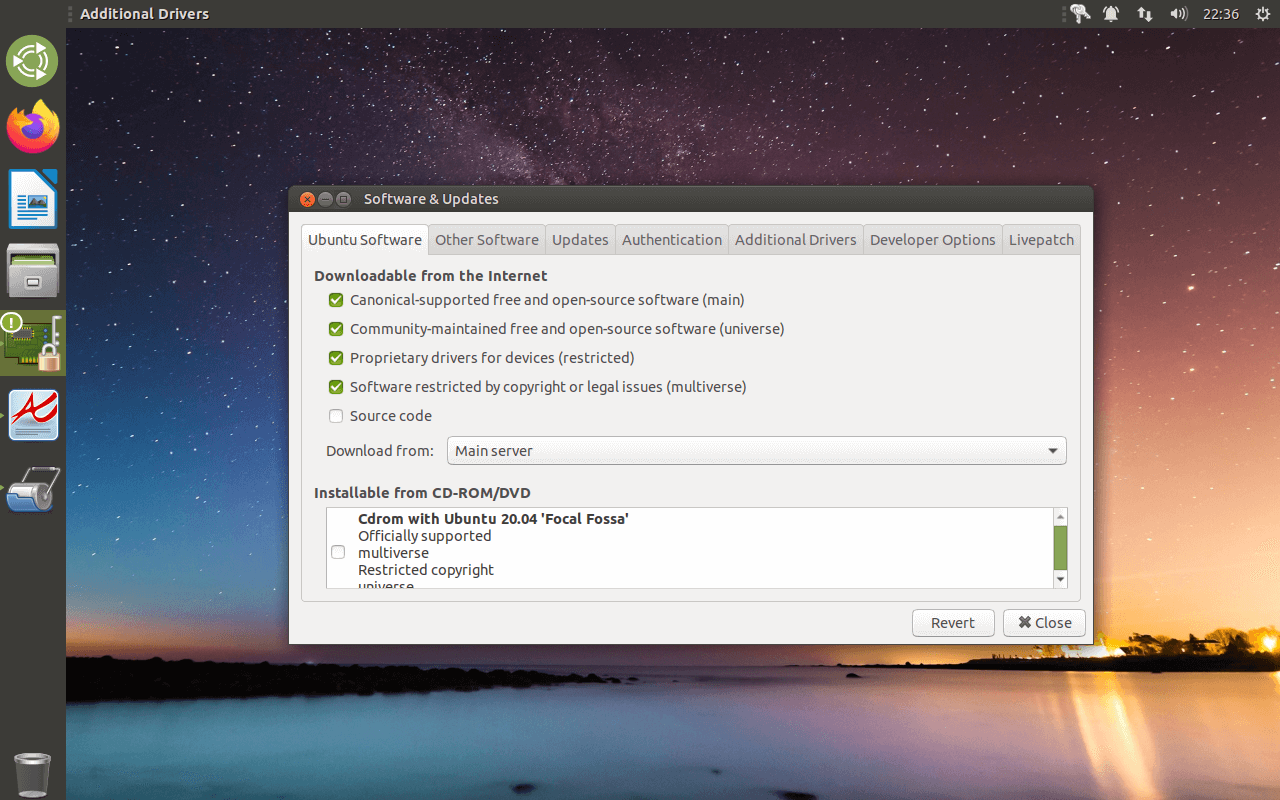 Additional Drivers
22:36
Software & Updates
Ubuntu Software
Other Software
Updates
Authentication
Additional Drivers
Developer Options
Livepatch
Downloadable from the Internet
Canonical-supported free and open-source software (main)
Community-maintained free and open-source software (universe)
Proprietary drivers for devices (restricted)
Software restricted by copyright or legal issues (multiverse)
Source code
Download from: Main server
Installable from CD-ROM/DVD
Cdrom with Ubuntu 20.04 'Focal Fossa'
Officially supported
multiverse
Restricted copyright
universe
Revert
Close